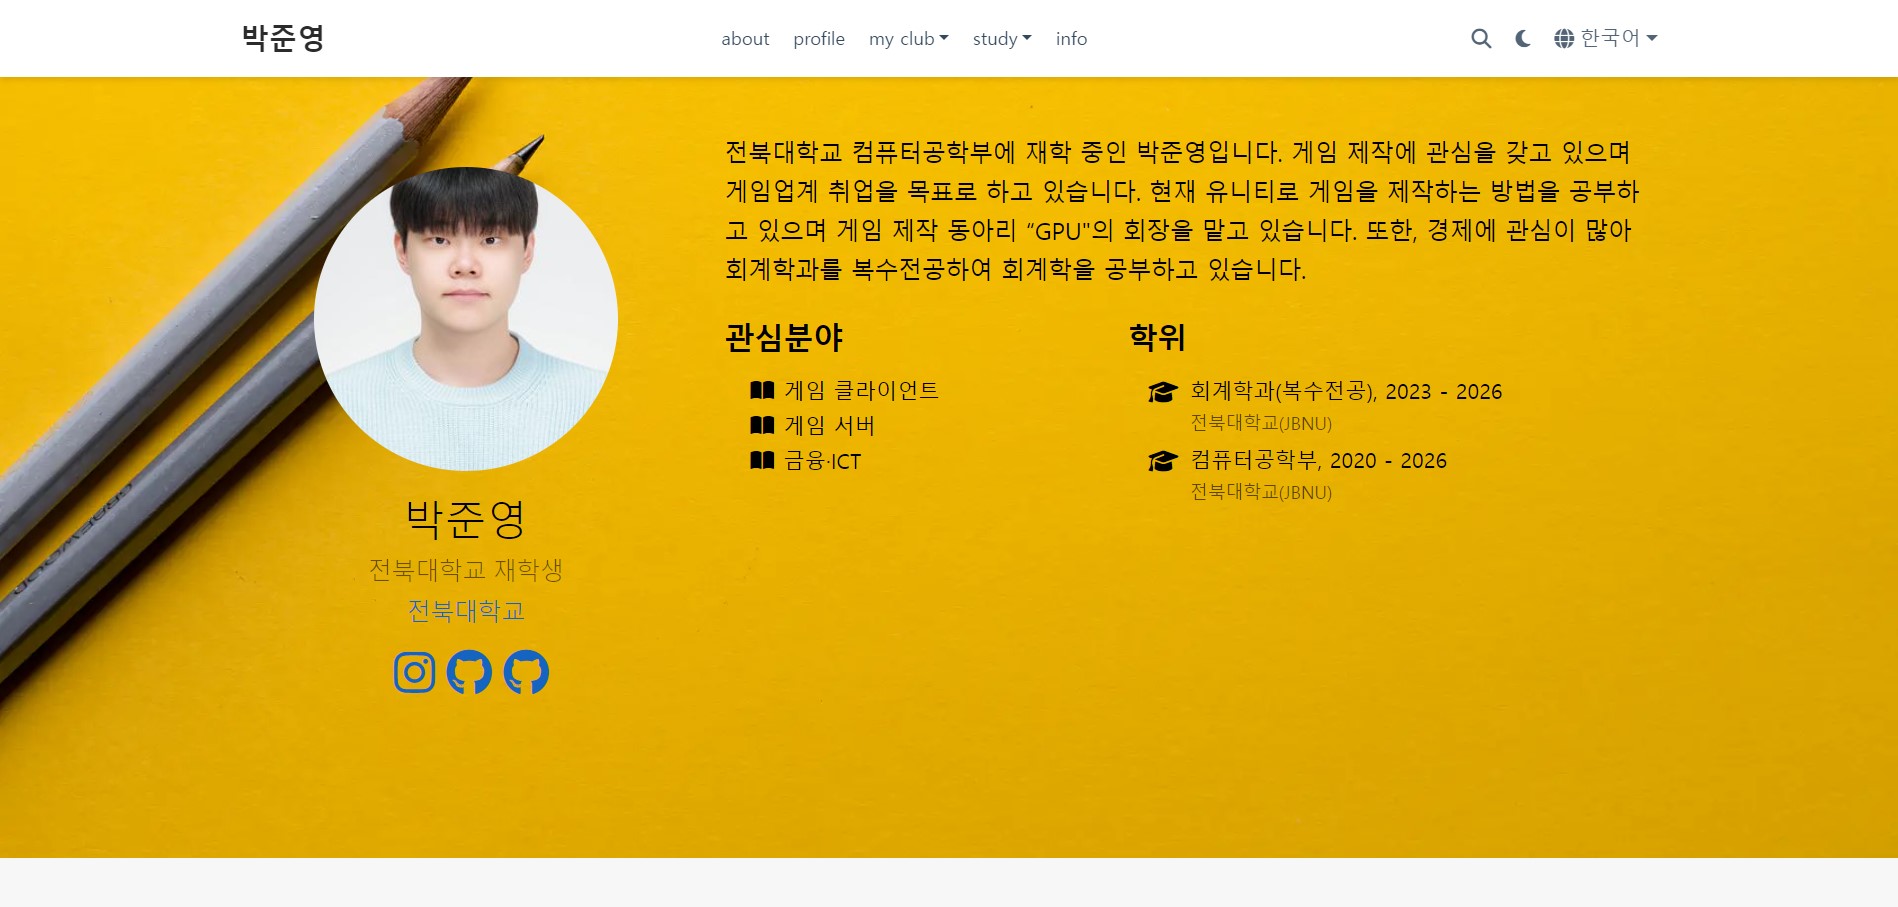 박준영
about profile my club study info
한국어
전북대학교 컴퓨터공학부에 재학 중인 박준영입니다. 게임 제작에 관심을 갖고 있으며
게임업계 취업을 목표로 하고 있습니다. 현재 유니티로 게임을 제작하는 방법을 공부하
고 있으며 게임 제작 동아리 “GPU"의 회장을 맡고 있습니다. 또한, 경제에 관심이 많아
회계학과를 복수전공하여 회계학을 공부하고 있습니다.
관심분야
게임 클라이언트
게임 서버
금융·ICT
학위
회계학과(복수전공), 2023 - 2026
전북대학교(JBNU)
컴퓨터공학부, 2020 - 2026
전북대학교(JBNU)
박준영
전북대학교 재학생
전북대학교